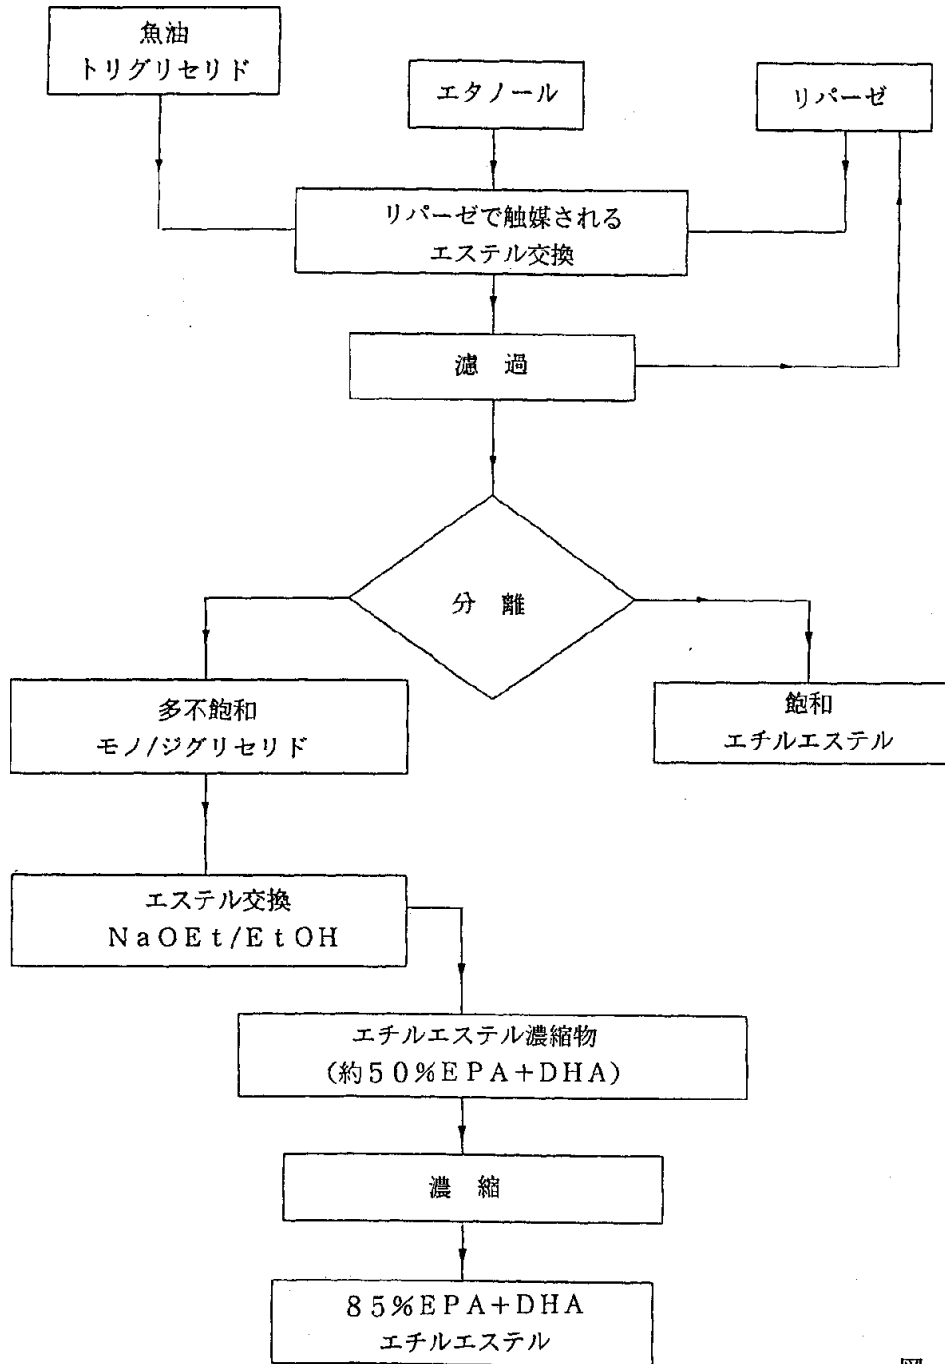 魚油
トリグリセリド
エタノール
リパーゼ
リパーゼで触媒される
エステル交換
濾 過
分 離
多不飽和
モノ/ジグリセリド
飽和
エチルエステル
エステル交換
NaOEt/EtOH
エチルエステル濃縮物
(約50%EPA+DHA)
濃 縮
85%EPA+DHA
エチルエステル